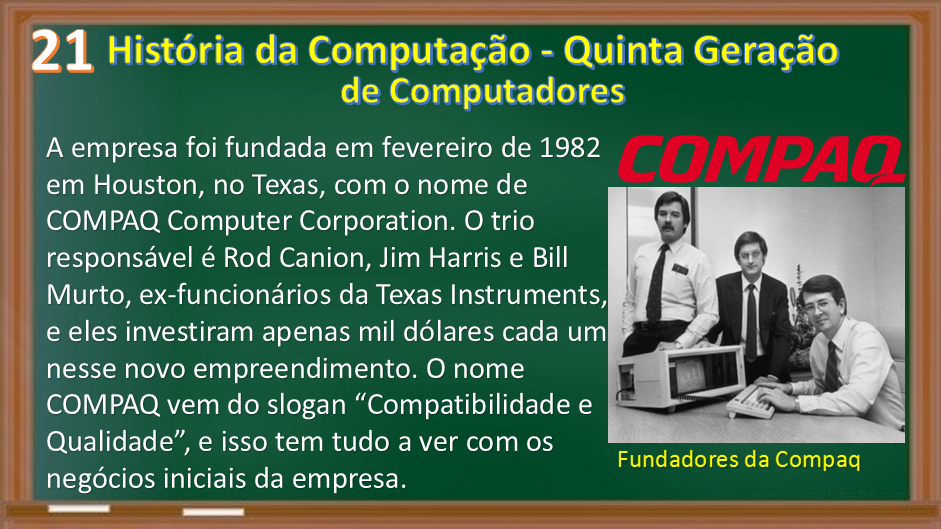 21 História da Computação - Quinta Geração
de Computadores
A empresa foi fundada em fevereiro de 1982
em Houston, no Texas, com o nome de
COMPAQ Computer Corporation. O trio
responsável é Rod Canion, Jim Harris e Bill
Murto, ex-funcionários da Texas Instruments,
e eles investiram apenas mil dólares cada um
nesse novo empreendimento. O nome
COMPAQ vem do slogan “Compatibilidade e
Qualidade”, e isso tem tudo a ver com os
negócios iniciais da empresa.
COMPAQ
Fundadores da Compaq